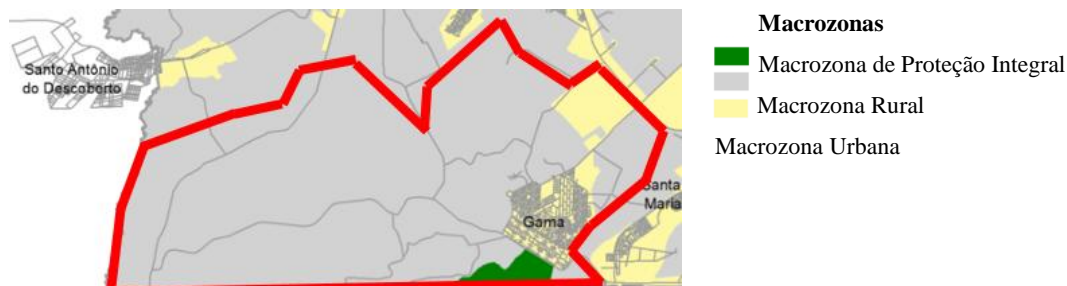 Santo Antônio
do Descoberto
Gama
Santa
Maria
Macrozonas
Macrozona de Proteção Integral
Macrozona Rural
Macrozona Urbana